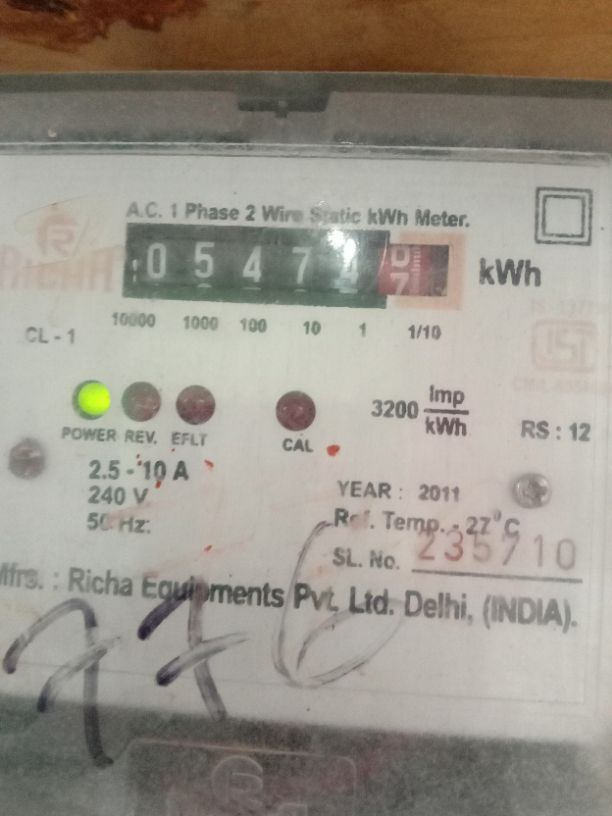 A.C. 1 Phase 2 Wire Static kWh Meter.
RICHA
0 5 4 7 4 kWh
10000 1000 100 10 1 1/10
CL - 1
3200 Imp/kWh
POWER REV. EFLT CAL
RS : 12
2.5 - 10 A
240 V
50 Hz:
YEAR : 2011
Ref. Temp. - 27°C
SL. No. 235710
Mfrs. : Richa Equipments Pvt. Ltd. Delhi, (INDIA).
776